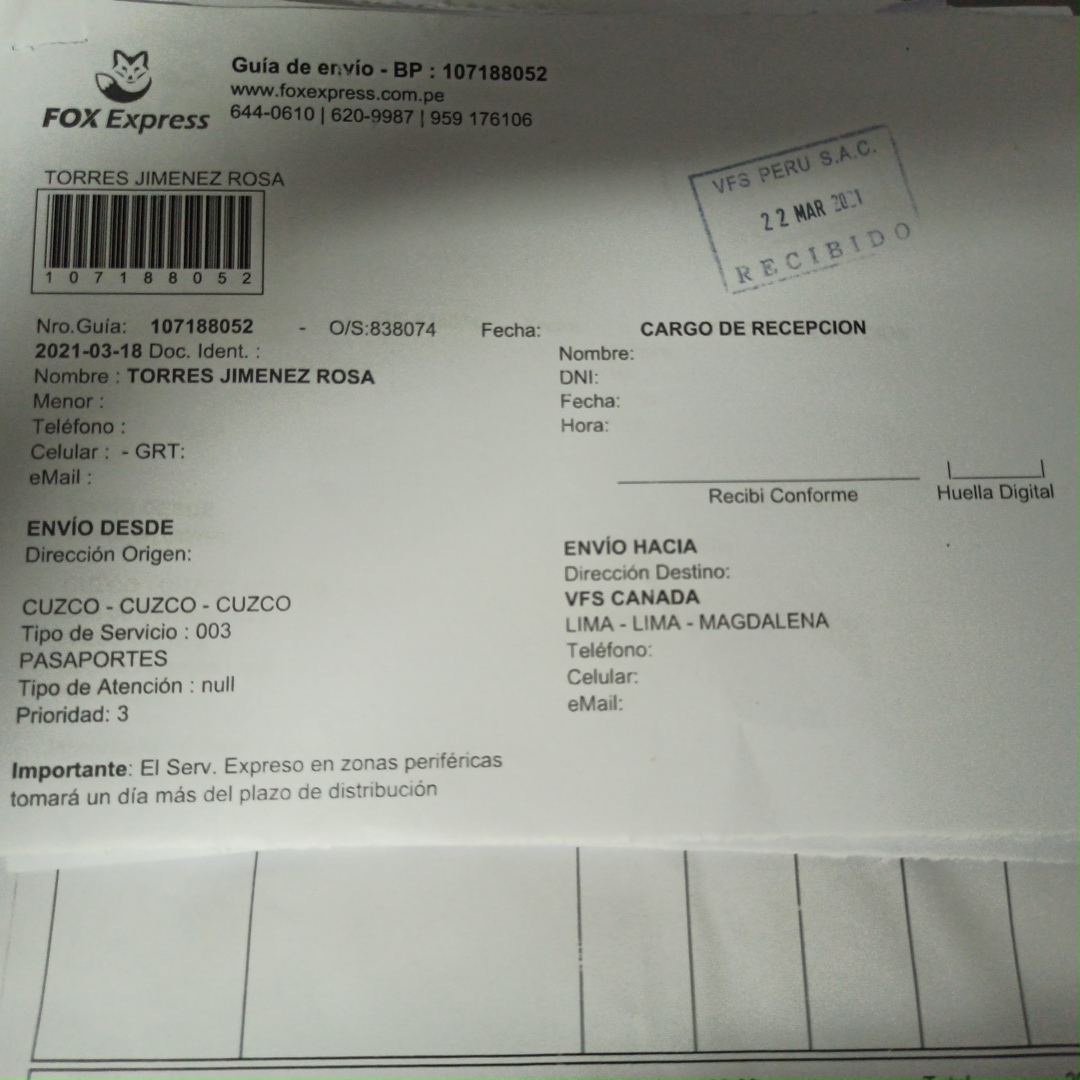 FOX Express
Guía de envío - BP : 107188052
www.foxexpress.com.pe
644-0610 | 620-9987 | 959 176106
TORRES JIMENEZ ROSA
1 0 7 1 8 8 0 5 2
VFS PERU S.A.C.
22 MAR 2021
RECIBIDO
Nro.Guía: 107188052 - O/S:838074 Fecha:
2021-03-18 Doc. Ident. :
Nombre : TORRES JIMENEZ ROSA
Menor :
Teléfono :
Celular : - GRT:
eMail :
CARGO DE RECEPCION
Nombre:
DNI:
Fecha:
Hora:
Recibi Conforme
Huella Digital
ENVÍO DESDE
Dirección Origen:
CUZCO - CUZCO - CUZCO
Tipo de Servicio : 003
PASAPORTES
Tipo de Atención : null
Prioridad: 3
ENVÍO HACIA
Dirección Destino:
VFS CANADA
LIMA - LIMA - MAGDALENA
Teléfono:
Celular:
eMail:
Importante: El Serv. Expreso en zonas periféricas
tomará un día más del plazo de distribución